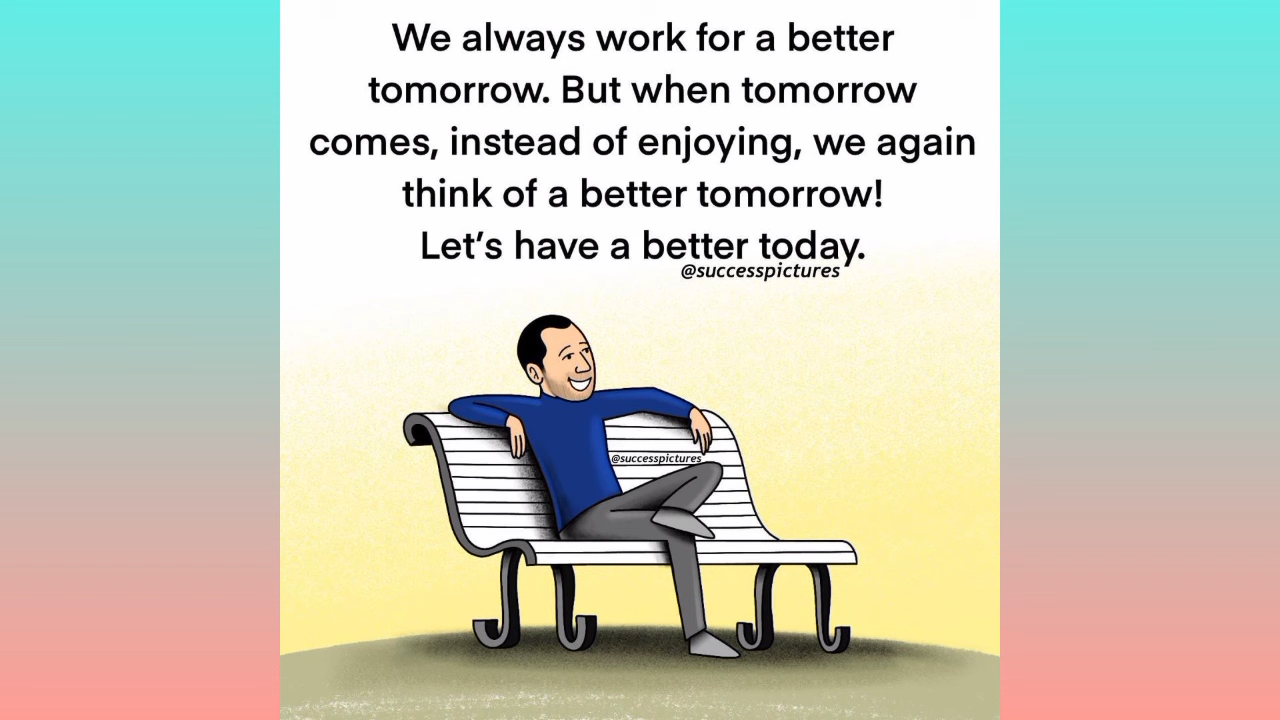 We always work for a better
tomorrow. But when tomorrow
comes, instead of enjoying, we again
think of a better tomorrow!
Let’s have a better today.
@successpictures
@successpictures